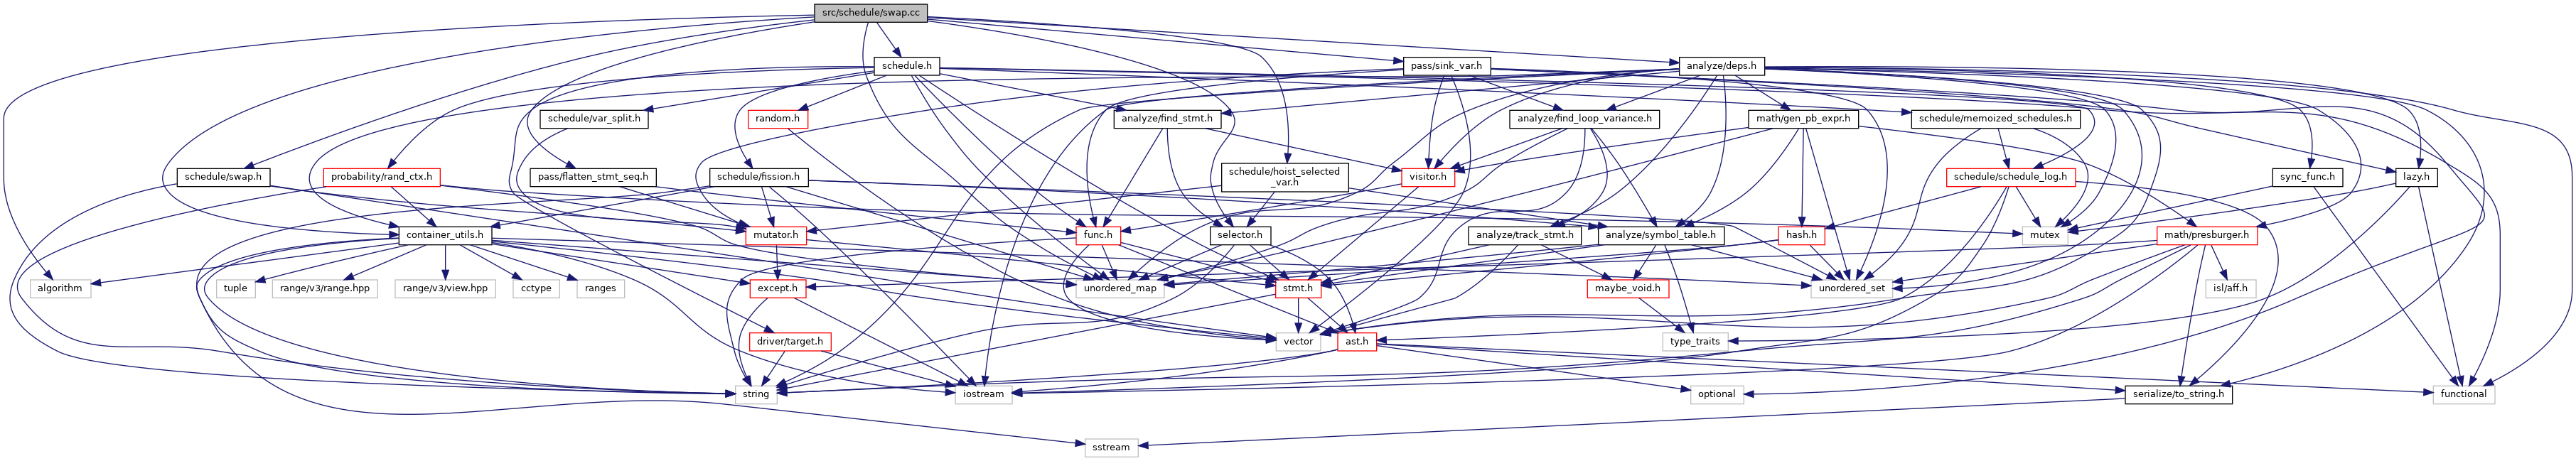 src/schedule/swap.cc
schedule.h
pass/sink_var.h
analyze/deps.h
schedule/var_split.h
random.h
analyze/find_stmt.h
analyze/find_loop_variance.h
math/gen_pb_expr.h
schedule/memoized_schedules.h
schedule/swap.h
probability/rand_ctx.h
pass/flatten_stmt_seq.h
schedule/fission.h
schedule/hoist_selected
_var.h
visitor.h
schedule/schedule_log.h
sync_func.h
lazy.h
container_utils.h
mutator.h
func.h
selector.h
analyze/track_stmt.h
analyze/symbol_table.h
hash.h
mutex
math/presburger.h
algorithm
tuple
range/v3/range.hpp
range/v3/view.hpp
cctype
ranges
except.h
unordered_map
stmt.h
maybe_void.h
unordered_set
isl/aff.h
driver/target.h
vector
ast.h
type_traits
string
iostream
optional
serialize/to_string.h
functional
sstream